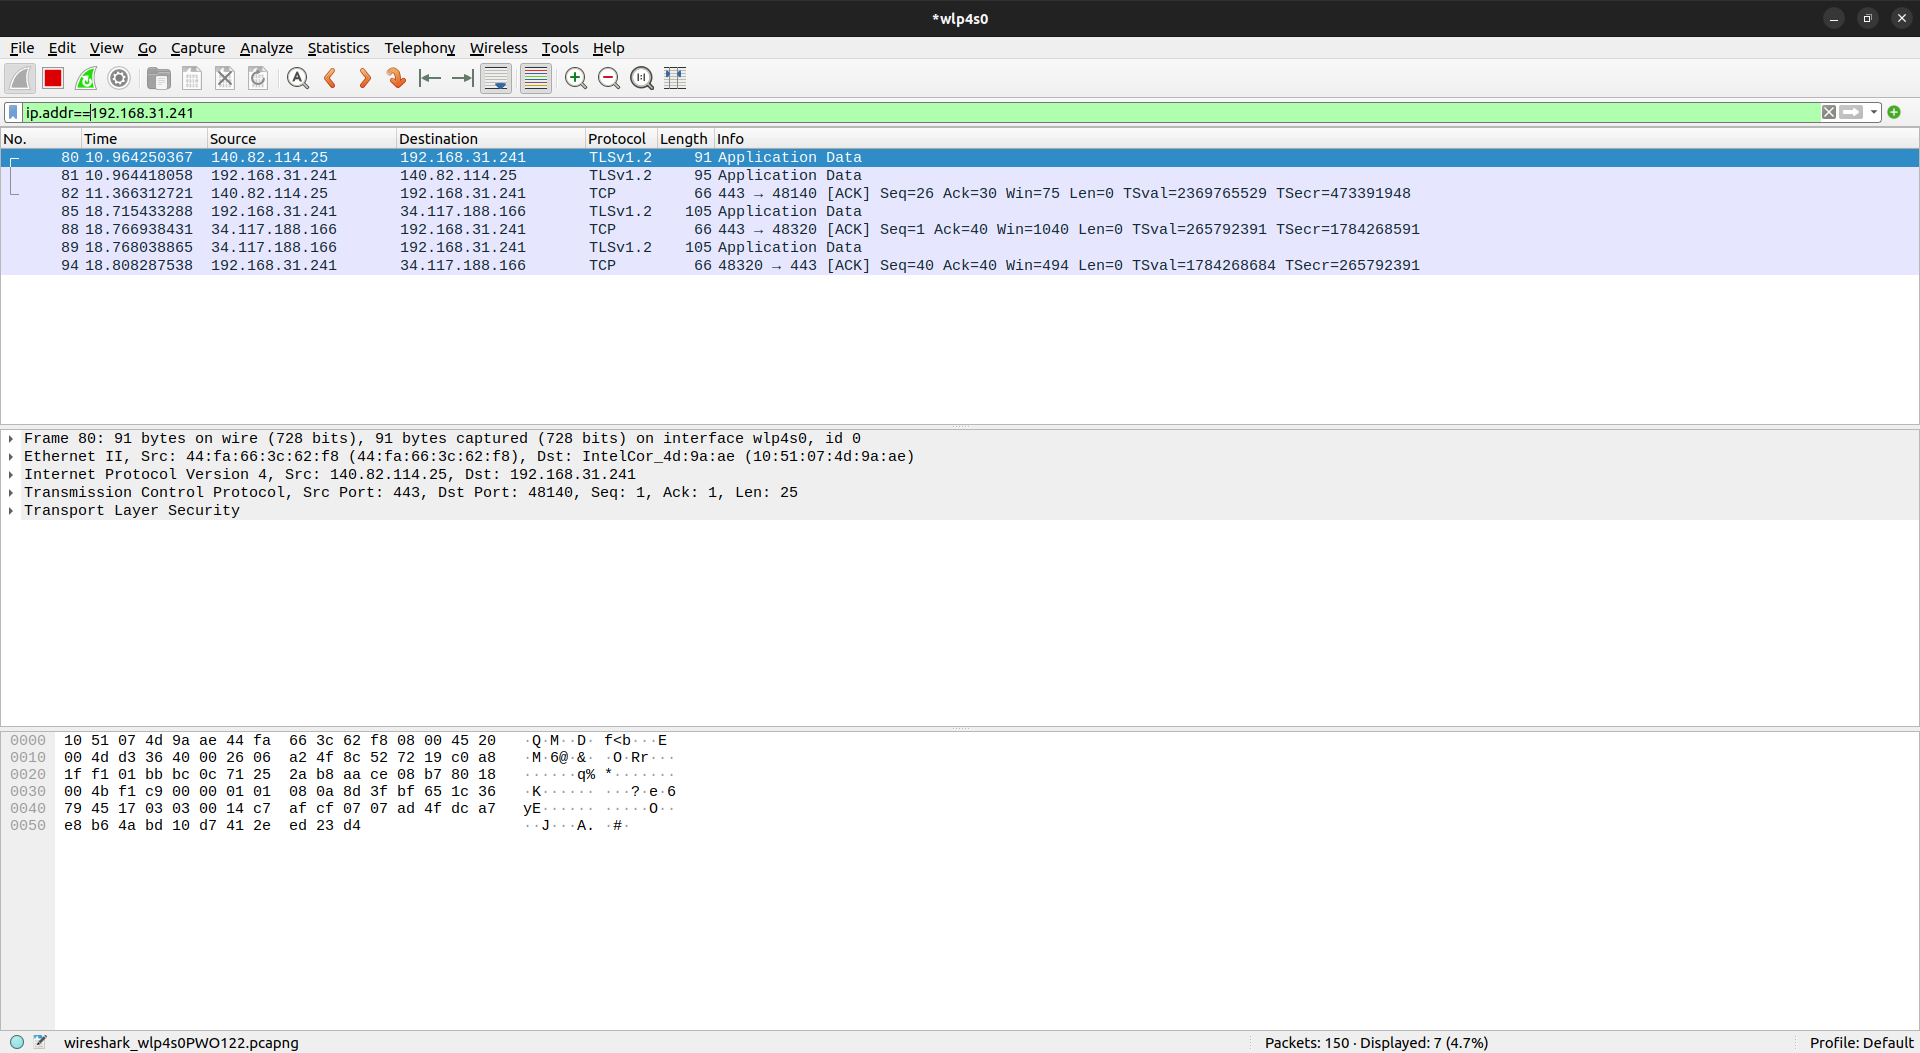 *wlp4s0
File Edit View Go Capture Analyze Statistics Telephony Wireless Tools Help
ip.addr==192.168.31.241
No. Time Source Destination Protocol Length Info
80 10.964250367 140.82.114.25 192.168.31.241 TLSv1.2 91 Application Data
81 10.964418058 192.168.31.241 140.82.114.25 TLSv1.2 95 Application Data
82 11.366312721 140.82.114.25 192.168.31.241 TCP 66 443 → 48140 [ACK] Seq=26 Ack=30 Win=75 Len=0 TSval=2369765529 TSecr=473391948
85 18.715433288 192.168.31.241 34.117.188.166 TLSv1.2 105 Application Data
88 18.766938431 34.117.188.166 192.168.31.241 TCP 66 443 → 48320 [ACK] Seq=1 Ack=40 Win=1040 Len=0 TSval=265792391 TSecr=1784268591
89 18.768038865 34.117.188.166 192.168.31.241 TLSv1.2 105 Application Data
94 18.808287538 192.168.31.241 34.117.188.166 TCP 66 48320 → 443 [ACK] Seq=40 Ack=40 Win=494 Len=0 TSval=1784268684 TSecr=265792391
Frame 80: 91 bytes on wire (728 bits), 91 bytes captured (728 bits) on interface wlp4s0, id 0
Ethernet II, Src: 44:fa:66:3c:62:f8 (44:fa:66:3c:62:f8), Dst: IntelCor_4d:9a:ae (10:51:07:4d:9a:ae)
Internet Protocol Version 4, Src: 140.82.114.25, Dst: 192.168.31.241
Transmission Control Protocol, Src Port: 443, Dst Port: 48140, Seq: 1, Ack: 1, Len: 25
Transport Layer Security
0000 10 51 07 4d 9a ae 44 fa 66 3c 62 f8 08 00 45 20 ·Q·M··D· f<b···E
0010 00 4d d3 36 40 00 26 06 a2 4f 8c 52 72 19 c0 a8 ·M·6@·&· ·O·Rr···
0020 1f f1 01 bb bc 0c 71 25 2a b8 aa ce 08 b7 80 18 ······q% *·······
0030 00 4b f1 c9 00 00 01 01 08 0a 8d 3f bf 65 1c 36 ·K······ ···?·e·6
0040 79 45 17 03 03 00 14 c7 af cf 07 07 ad 4f dc a7 yE······ ·····O··
0050 e8 b6 4a bd 10 d7 41 2e ed 23 d4 ··J···A. ·#·
wireshark_wlp4s0PWO122.pcapng Packets: 150 · Displayed: 7 (4.7%) Profile: Default